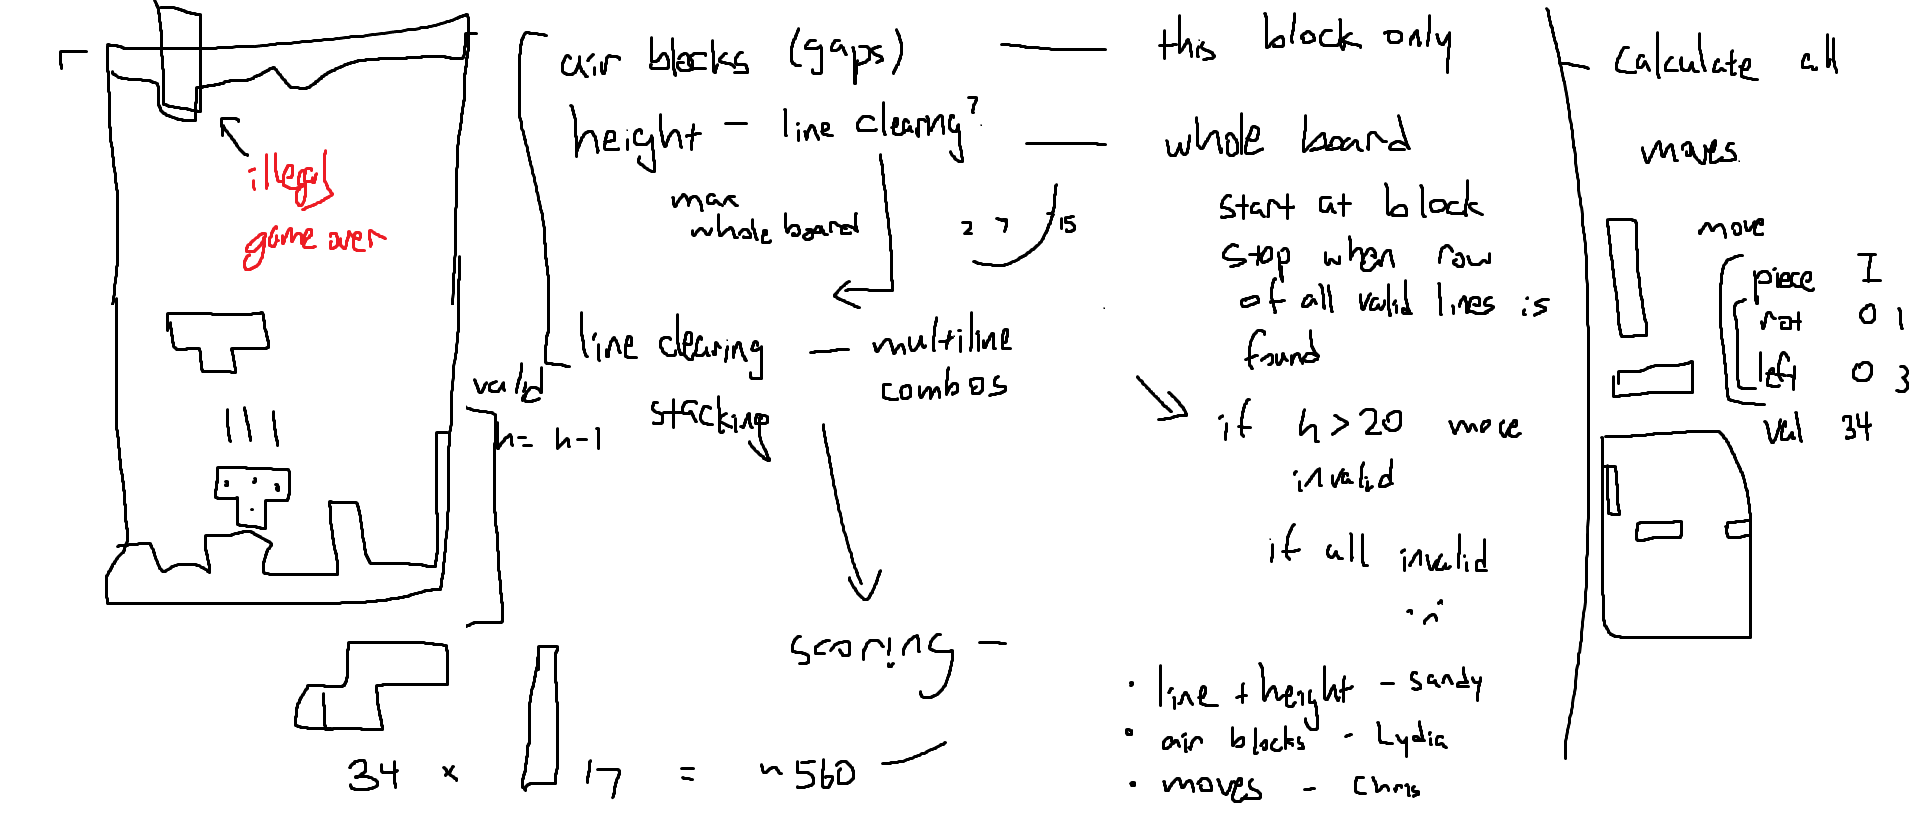 illegal
game over
valid
h = h-1
34 × 17 = ~560
air blocks (gaps)
height - line clearing?
max
whole board
2 7 15
line clearing - multiline
combos
stacking
scoring -
this block only
whole board
start at block
stop when row
of all valid lines is
found
if h > 20 move
invalid
if all invalid
• line + height - sandy
• air blocks - Lydia
• moves - Chris
calculate all
moves
move
piece I
rot 0 1
left 0 3
val 34